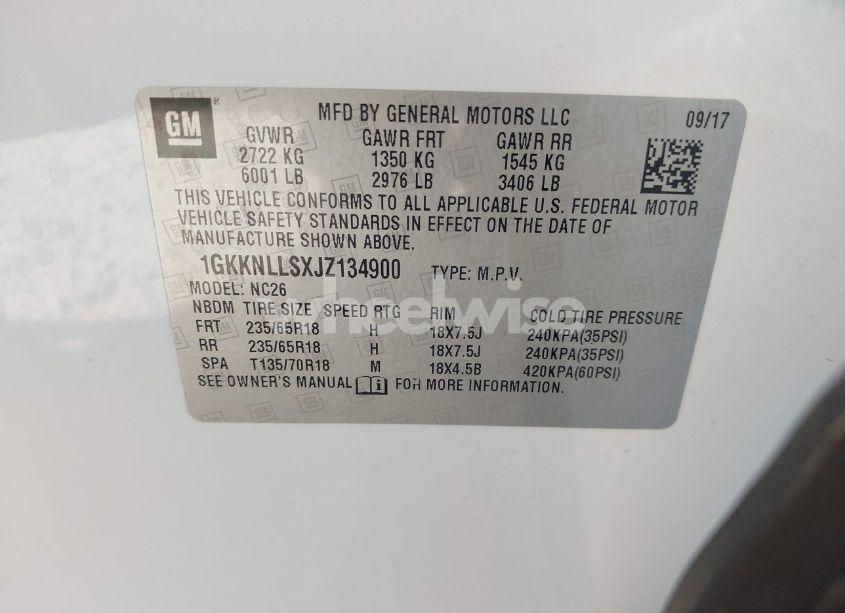 GM
MFD BY GENERAL MOTORS LLC 09/17
GVWR GAWR FRT GAWR RR
2722 KG 1350 KG 1545 KG
6001 LB 2976 LB 3406 LB
THIS VEHICLE CONFORMS TO ALL APPLICABLE U.S. FEDERAL MOTOR
VEHICLE SAFETY STANDARDS IN EFFECT ON THE DATE OF
MANUFACTURE SHOWN ABOVE.
1GKKNLLSXJZ134900 TYPE: M.P.V.
MODEL: NC26
NBDM TIRE SIZE SPEED RTG RIM COLD TIRE PRESSURE
FRT 235/65R18 H 18X7.5J 240KPA(35PSI)
RR 235/65R18 H 18X7.5J 240KPA(35PSI)
SPA T135/70R18 M 18X4.5B 420KPA(60PSI)
SEE OWNER'S MANUAL FOR MORE INFORMATION.
wheelwise